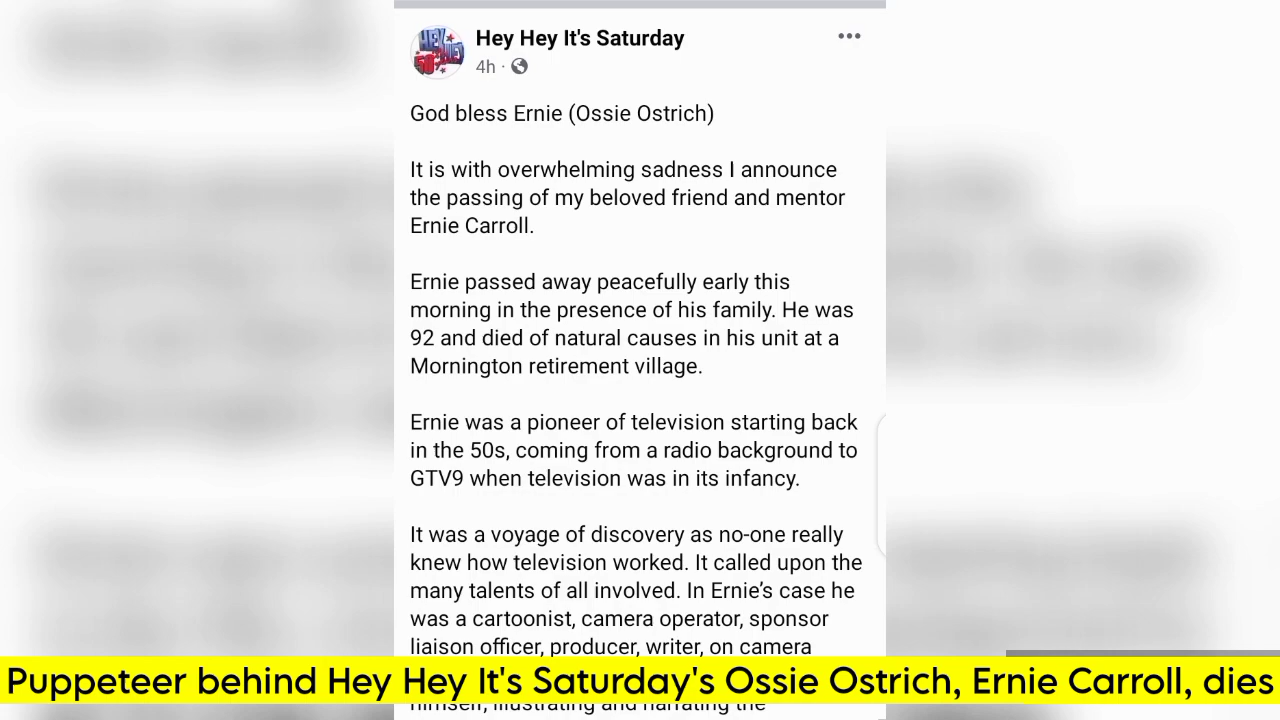 Hey Hey It's Saturday
4h ·
God bless Ernie (Ossie Ostrich)
It is with overwhelming sadness I announce
the passing of my beloved friend and mentor
Ernie Carroll.
Ernie passed away peacefully early this
morning in the presence of his family. He was
92 and died of natural causes in his unit at a
Mornington retirement village.
Ernie was a pioneer of television starting back
in the 50s, coming from a radio background to
GTV9 when television was in its infancy.
It was a voyage of discovery as no-one really
knew how television worked. It called upon the
many talents of all involved. In Ernie’s case he
was a cartoonist, camera operator, sponsor
liaison officer, producer, writer, on camera
Puppeteer behind Hey Hey It's Saturday's Ossie Ostrich, Ernie Carroll, dies
himself, illustrating and narrating the